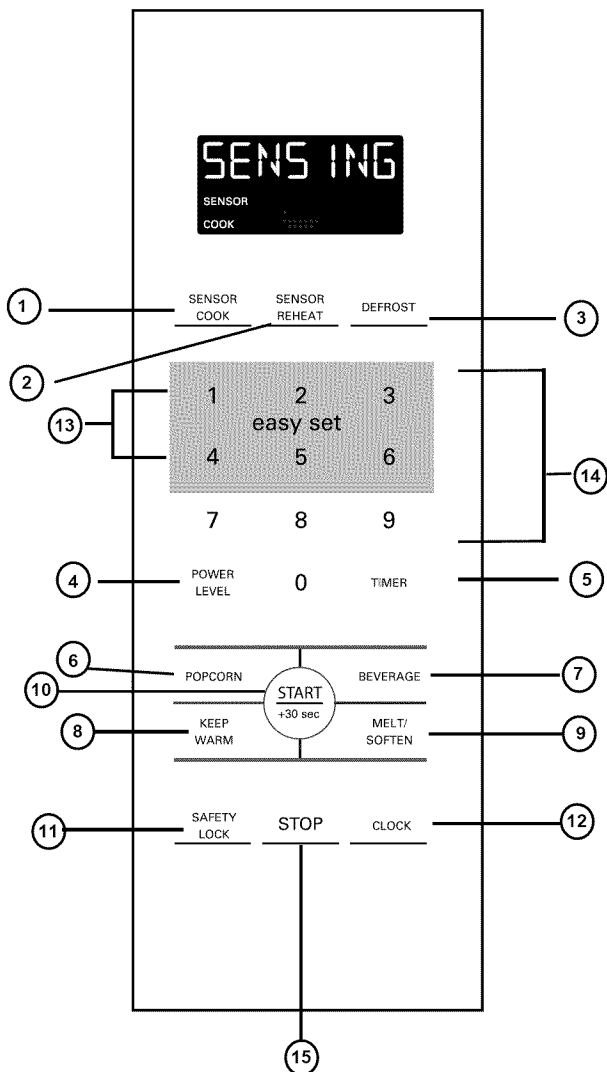 SENSING
SENSOR
COOK
SENSOR COOK
SENSOR REHEAT
DEFROST
1
2
3
1 2 3
easy set
4 5 6
13
14
7 8 9
4
POWER LEVEL
0
TIMER
5
6
POPCORN
BEVERAGE
7
10
START
+30 sec
8
KEEP WARM
MELT/ SOFTEN
9
11
SAFETY LOCK
STOP
CLOCK
12
15